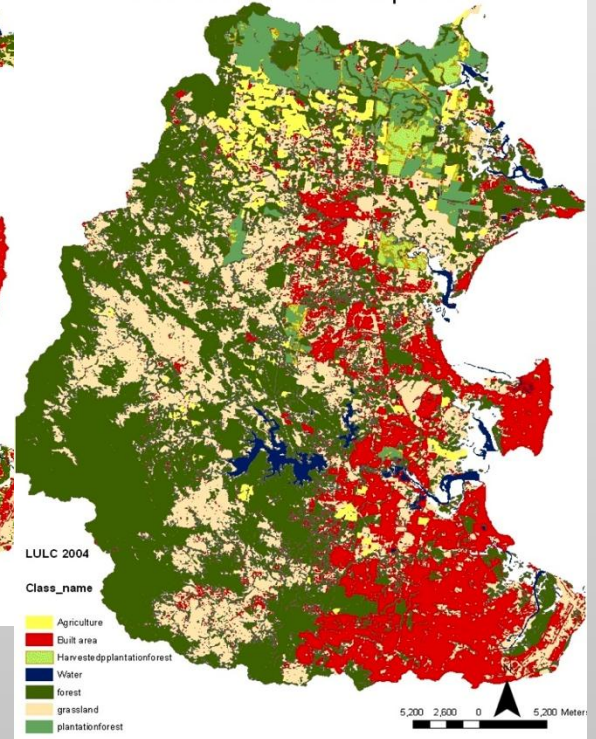 LULC 2004
Class_name
Agriculture
Built area
Harvestedpplantationforest
Water
forest
grassland
plantationforest
5,200 2,600 0 5,200 Meters